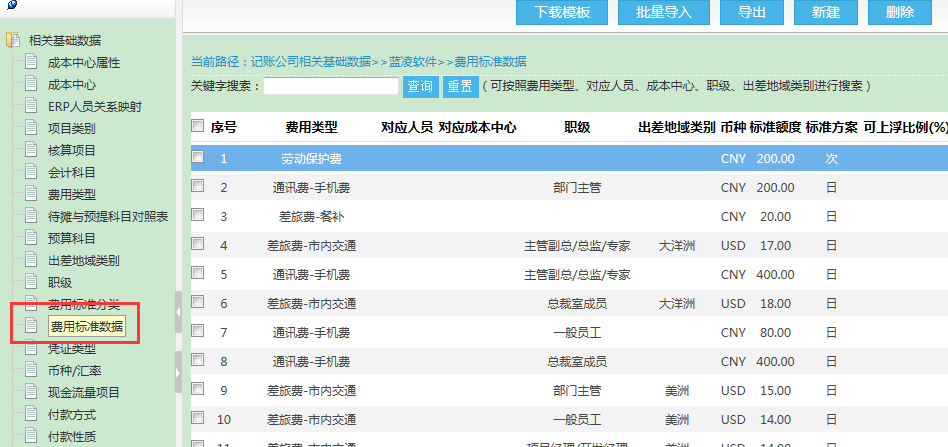 下载模板 批量导入 导出 新建 删除
相关基础数据
成本中心属性
成本中心
ERP人员关系映射
项目类别
核算项目
会计科目
费用类型
待摊与预提科目对照表
预算科目
出差地域类别
职级
费用标准分类
费用标准数据
凭证类型
币种/汇率
现金流量项目
付款方式
付款性质
当前路径：记账公司相关基础数据>>蓝凌软件>>费用标准数据
关键字搜索： 查询 重置 （可按照费用类型、对应人员、成本中心、职级、出差地域类别进行搜索）
序号 费用类型 对应人员 对应成本中心 职级 出差地域类别 币种 标准额度 标准方案 可上浮比例(%)
1 劳动保护费 CNY 200.00 次
2 通讯费-手机费 部门主管 CNY 200.00 日
3 差旅费-餐补 CNY 20.00 日
4 差旅费-市内交通 主管副总/总监/专家 大洋洲 USD 17.00 日
5 通讯费-手机费 主管副总/总监/专家 CNY 400.00 日
6 差旅费-市内交通 总裁室成员 大洋洲 USD 18.00 日
7 通讯费-手机费 一般员工 CNY 80.00 日
8 通讯费-手机费 总裁室成员 CNY 400.00 日
9 差旅费-市内交通 部门主管 美洲 USD 15.00 日
10 差旅费-市内交通 一般员工 美洲 USD 14.00 日
11 差旅费-市内交通 项目经理/开发经理 美洲 USD 14.00 日